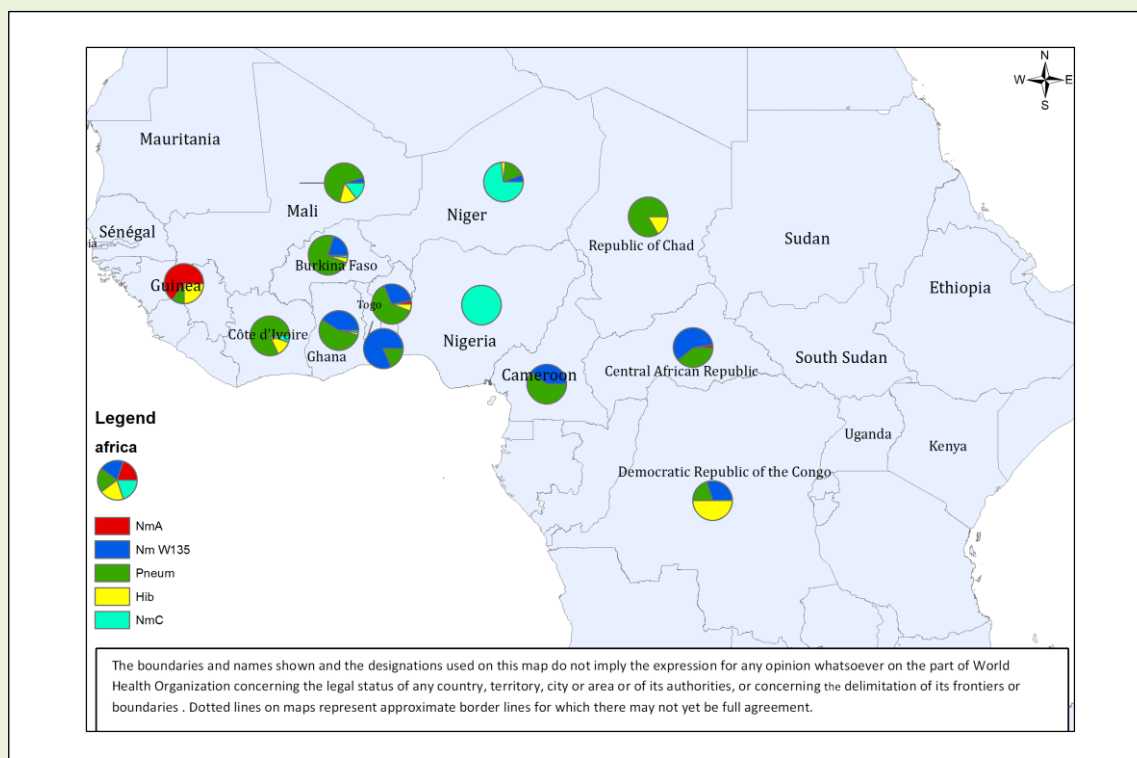 N
W E
S
Mauritania
Mali
Niger
Sénégal
Republic of Chad
Sudan
Burkina Faso
Guinea
Ethiopia
Togo
Côte d'Ivoire
Ghana
Nigeria
South Sudan
Central African Republic
Cameroon
Uganda
Kenya
Democratic Republic of the Congo
Legend
africa
NmA
Nm W135
Pneum
Hib
NmC
The boundaries and names shown and the designations used on this map do not imply the expression for any opinion whatsoever on the part of World
Health Organization concerning the legal status of any country, territory, city or area or of its authorities, or concerning the delimitation of its frontiers or
boundaries . Dotted lines on maps represent approximate border lines for which there may not yet be full agreement.